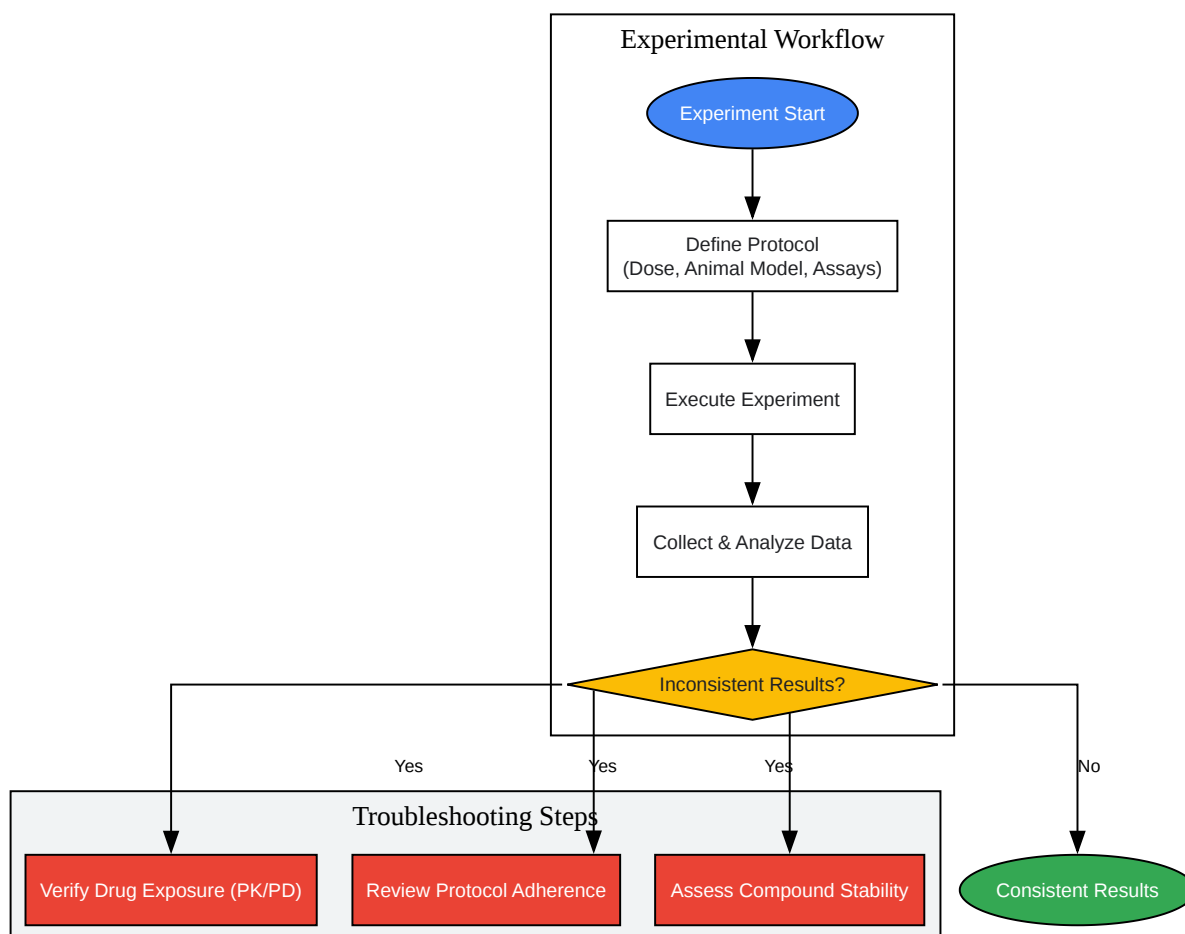 Experimental Workflow
Experiment Start
Define Protocol
(Dose, Animal Model, Assays)
Execute Experiment
Collect & Analyze Data
Inconsistent Results?
Yes
Yes
Yes
No
Troubleshooting Steps
Verify Drug Exposure (PK/PD)
Review Protocol Adherence
Assess Compound Stability
Consistent Results